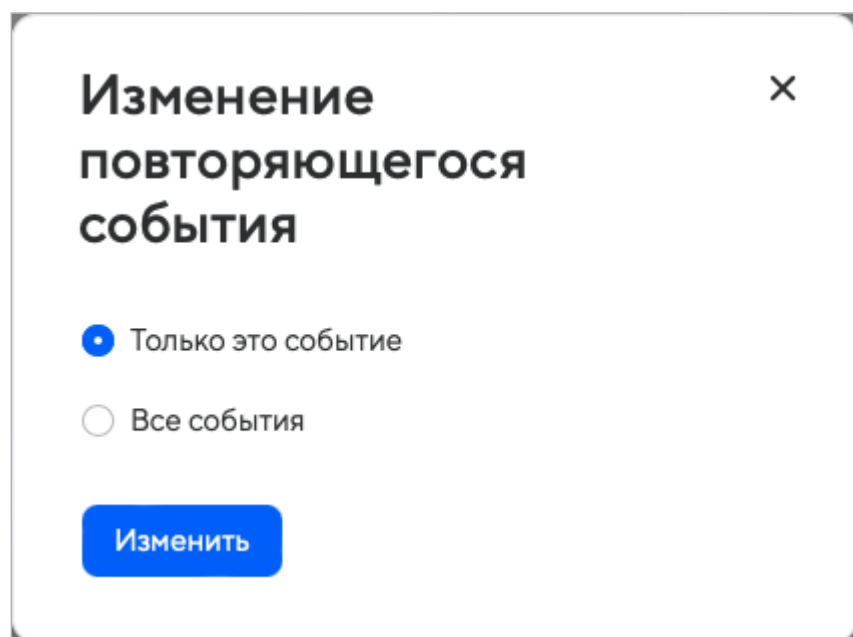 Изменение
повторяющегося
события
Только это событие
Все события
Изменить